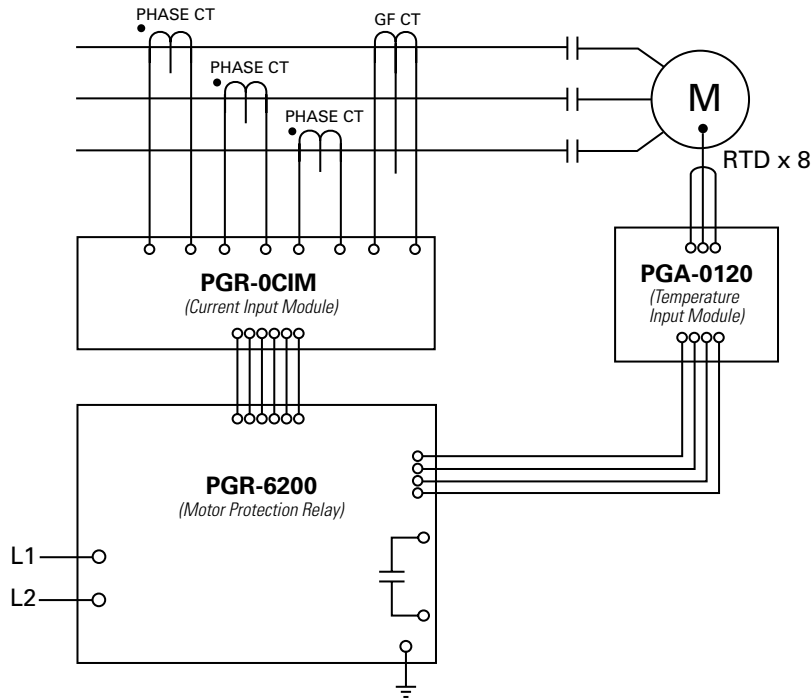 PHASE CT
GF CT
PHASE CT
PHASE CT
M
RTD x 8
PGR-0CIM
(Current Input Module)
PGA-0120
(Temperature
Input Module)
PGR-6200
(Motor Protection Relay)
L1
L2